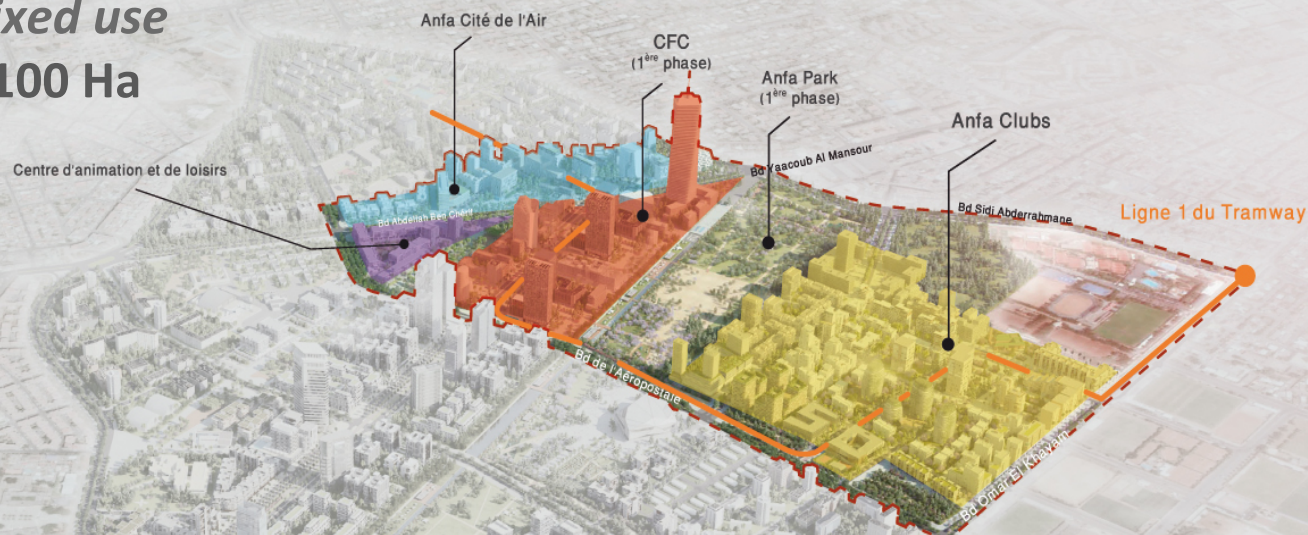 ixed use
100 Ha
Anfa Cité de l'Air
CFC
(1ère phase)
Anfa Park
(1ère phase)
Anfa Clubs
Centre d'animation et de loisirs
Bd Yaacoub Al Mansour
Bd Sidi Abderrahmane
Ligne 1 du Tramway
Bd Abdellah Ben Chérif
Bd de l'Aéropostale
Bd Omar El Khayam